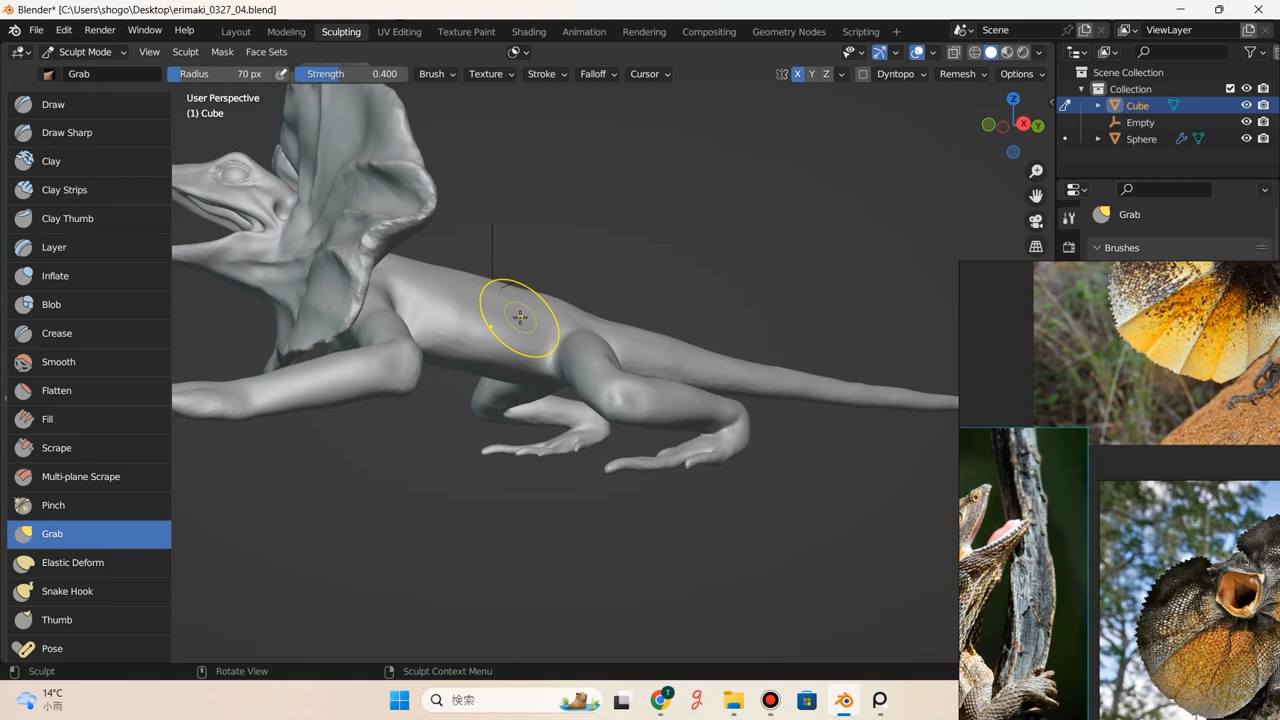 Blender* [C:\Users\shogo\Desktop\erimaki_0327_04.blend]
File Edit Render Window Help Layout Modeling Sculpting UV Editing Texture Paint Shading Animation Rendering Compositing Geometry Nodes Scripting + Scene ViewLayer
Sculpt Mode View Sculpt Mask Face Sets
Grab Radius 70 px Strength 0.400 Brush Texture Stroke Falloff Cursor X Y Z Dyntopo Remesh Options
Scene Collection
Collection
Cube
Empty
Sphere
User Perspective
(1) Cube
Z
X
Y
Draw
Draw Sharp
Clay
Clay Strips
Clay Thumb
Layer
Inflate
Blob
Crease
Smooth
Flatten
Fill
Scrape
Multi-plane Scrape
Pinch
Grab
Elastic Deform
Snake Hook
Thumb
Pose
Grab
Brushes
Sculpt Rotate View Sculpt Context Menu
14°C
小雨
検索